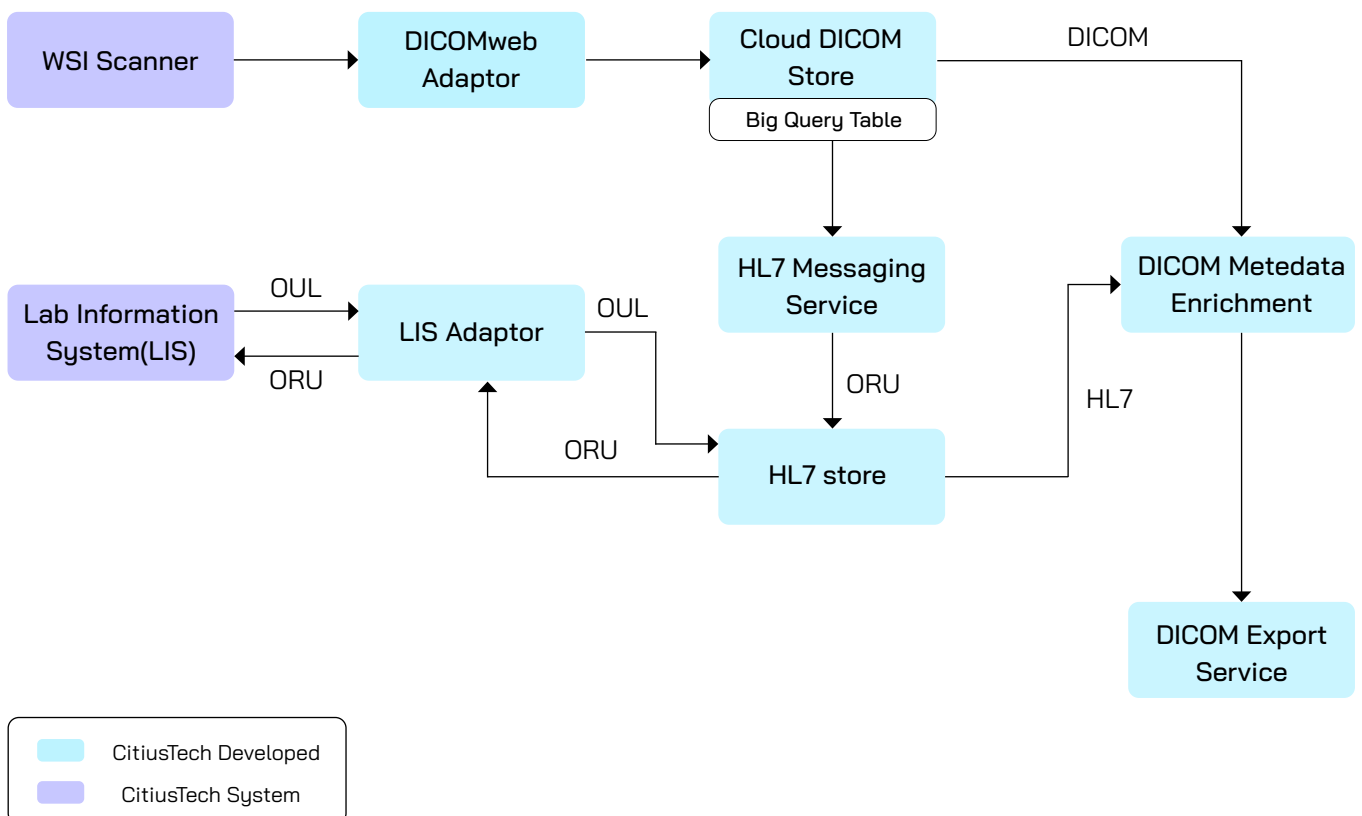 WSI Scanner
DICOMweb
Adaptor
Cloud DICOM
Store
Big Query Table
DICOM
Lab Information
System(LIS)
OUL
ORU
LIS Adaptor
OUL
ORU
HL7 Messaging
Service
ORU
HL7 store
HL7
DICOM Metedata
Enrichment
DICOM Export
Service
CitiusTech Developed
CitiusTech System